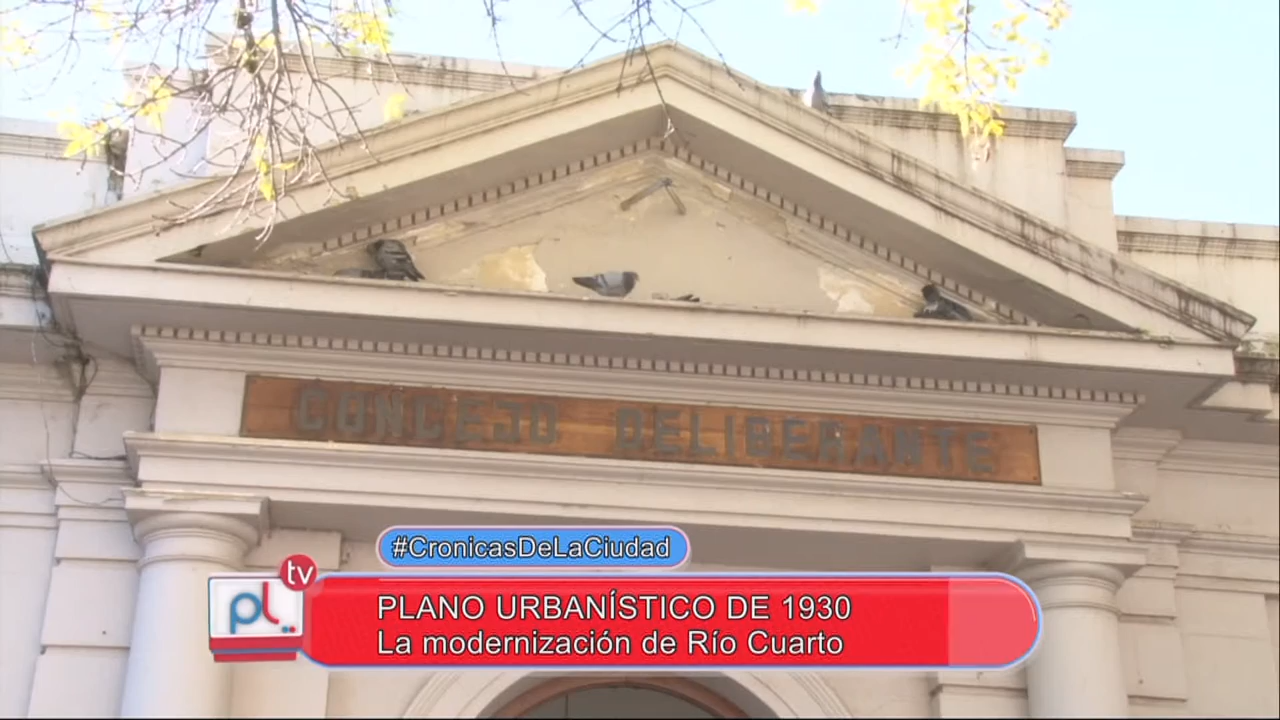 CONCEJO DELIBERANTE
#CronicasDeLaCiudad
tv
pl
PLANO URBANÍSTICO DE 1930
La modernización de Río Cuarto